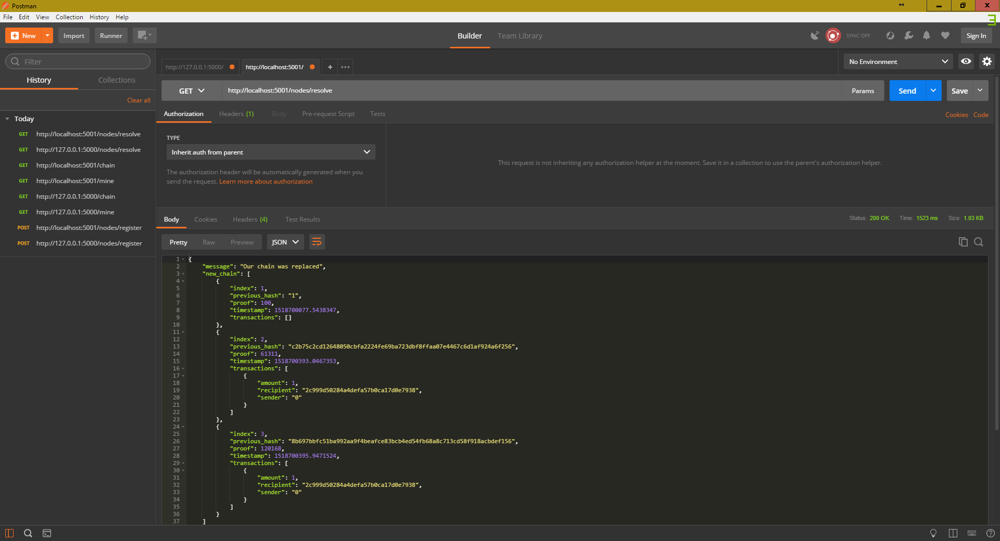 Postman
File Edit View Collection History Help
New Import Runner
Builder Team Library
SYNC OFF
Sign In
Filter
History Collections
Clear all
Today
GET http://localhost:5001/nodes/resolve
GET http://127.0.0.1:5000/nodes/resolve
GET http://localhost:5001/chain
GET http://localhost:5001/mine
GET http://127.0.0.1:5000/chain
GET http://127.0.0.1:5000/mine
POST http://localhost:5001/nodes/register
POST http://127.0.0.1:5000/nodes/register
http://127.0.0.1:5000/ http://localhost:5001/ + •••
No Environment
GET http://localhost:5001/nodes/resolve Params Send Save
Authorization Headers (1) Body Pre-request Script Tests
Cookies Code
TYPE
Inherit auth from parent
The authorization header will be automatically generated when you
send the request. Learn more about authorization
This request is not inheriting any authorization helper at the moment. Save it in a collection to use the parent's authorization helper.
Body Cookies Headers (4) Test Results
Status: 200 OK Time: 1523 ms Size: 1.03 KB
Pretty Raw Preview JSON
1 {
2 "message": "Our chain was replaced",
3 "new_chain": [
4 {
5 "index": 1,
6 "previous_hash": "1",
7 "proof": 100,
8 "timestamp": 1518700077.5438347,
9 "transactions": []
10 },
11 {
12 "index": 2,
13 "previous_hash": "c2b75c2cd12648050cbfa2224fe69ba723dbf8ffaa07e4467c6d1af924a6f256",
14 "proof": 61311,
15 "timestamp": 1518700393.0467353,
16 "transactions": [
17 {
18 "amount": 1,
19 "recipient": "2c999d50284a4defa57b0ca17d0e7938",
20 "sender": "0"
21 }
22 ]
23 },
24 {
25 "index": 3,
26 "previous_hash": "8b697bbfc51ba992aa9f4beafce83bcb4ed54fb68a8c713cd58f918acbdef156",
27 "proof": 120168,
28 "timestamp": 1518700395.9471524,
29 "transactions": [
30 {
31 "amount": 1,
32 "recipient": "2c999d50284a4defa57b0ca17d0e7938",
33 "sender": "0"
34 }
35 ]
36 }
37 ]